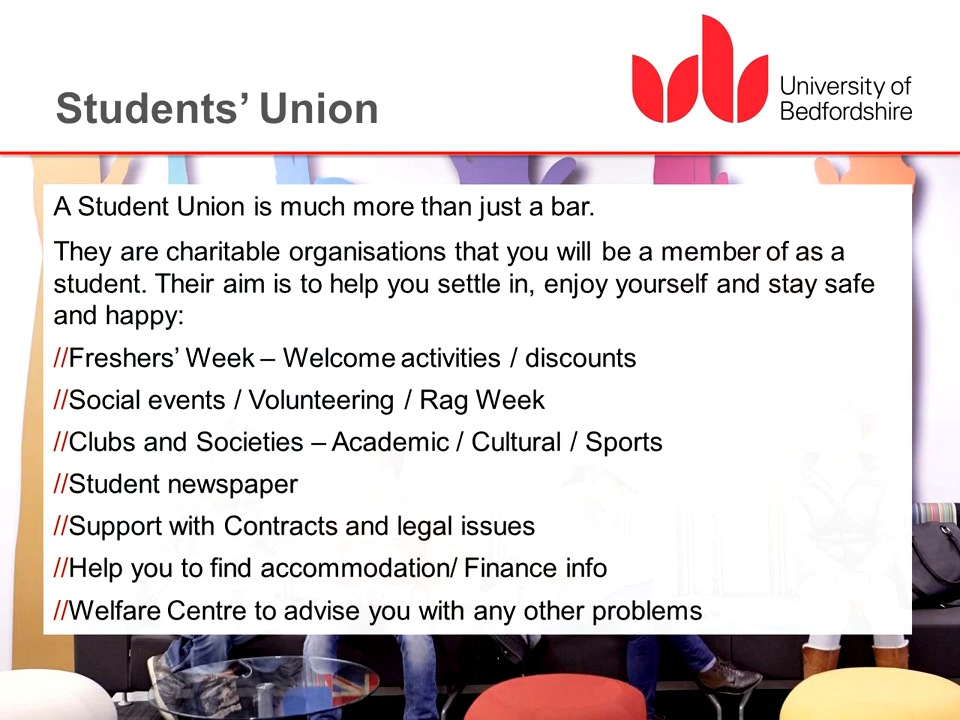 Students’ Union
University of
Bedfordshire
A Student Union is much more than just a bar.
They are charitable organisations that you will be a member of as a
student. Their aim is to help you settle in, enjoy yourself and stay safe
and happy:
//Freshers’ Week – Welcome activities / discounts
//Social events / Volunteering / Rag Week
//Clubs and Societies – Academic / Cultural / Sports
//Student newspaper
//Support with Contracts and legal issues
//Help you to find accommodation/ Finance info
//Welfare Centre to advise you with any other problems